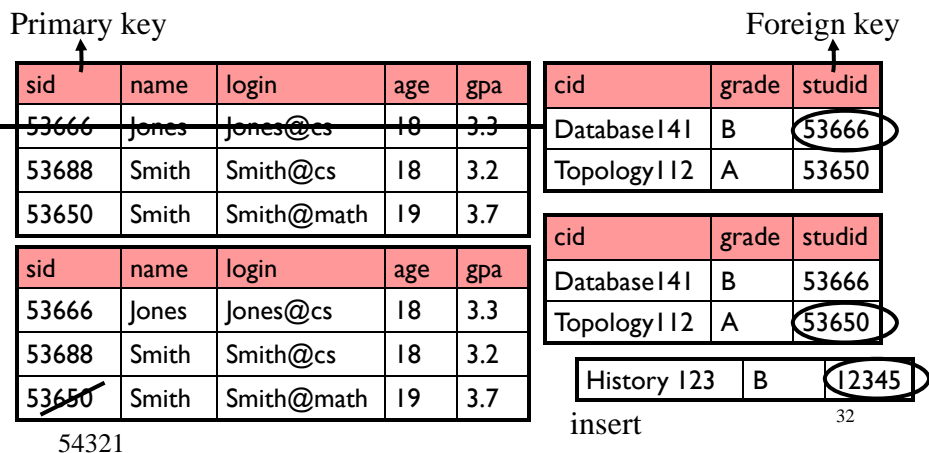 Primary key
Foreign key
sid name login age gpa
53666 Jones Jones@cs 18 3.3
53688 Smith Smith@cs 18 3.2
53650 Smith Smith@math 19 3.7
cid grade studid
Database141 B 53666
Topology112 A 53650
sid name login age gpa
53666 Jones Jones@cs 18 3.3
53688 Smith Smith@cs 18 3.2
53650 Smith Smith@math 19 3.7
54321
cid grade studid
Database141 B 53666
Topology112 A 53650
History 123 B 12345
insert
32